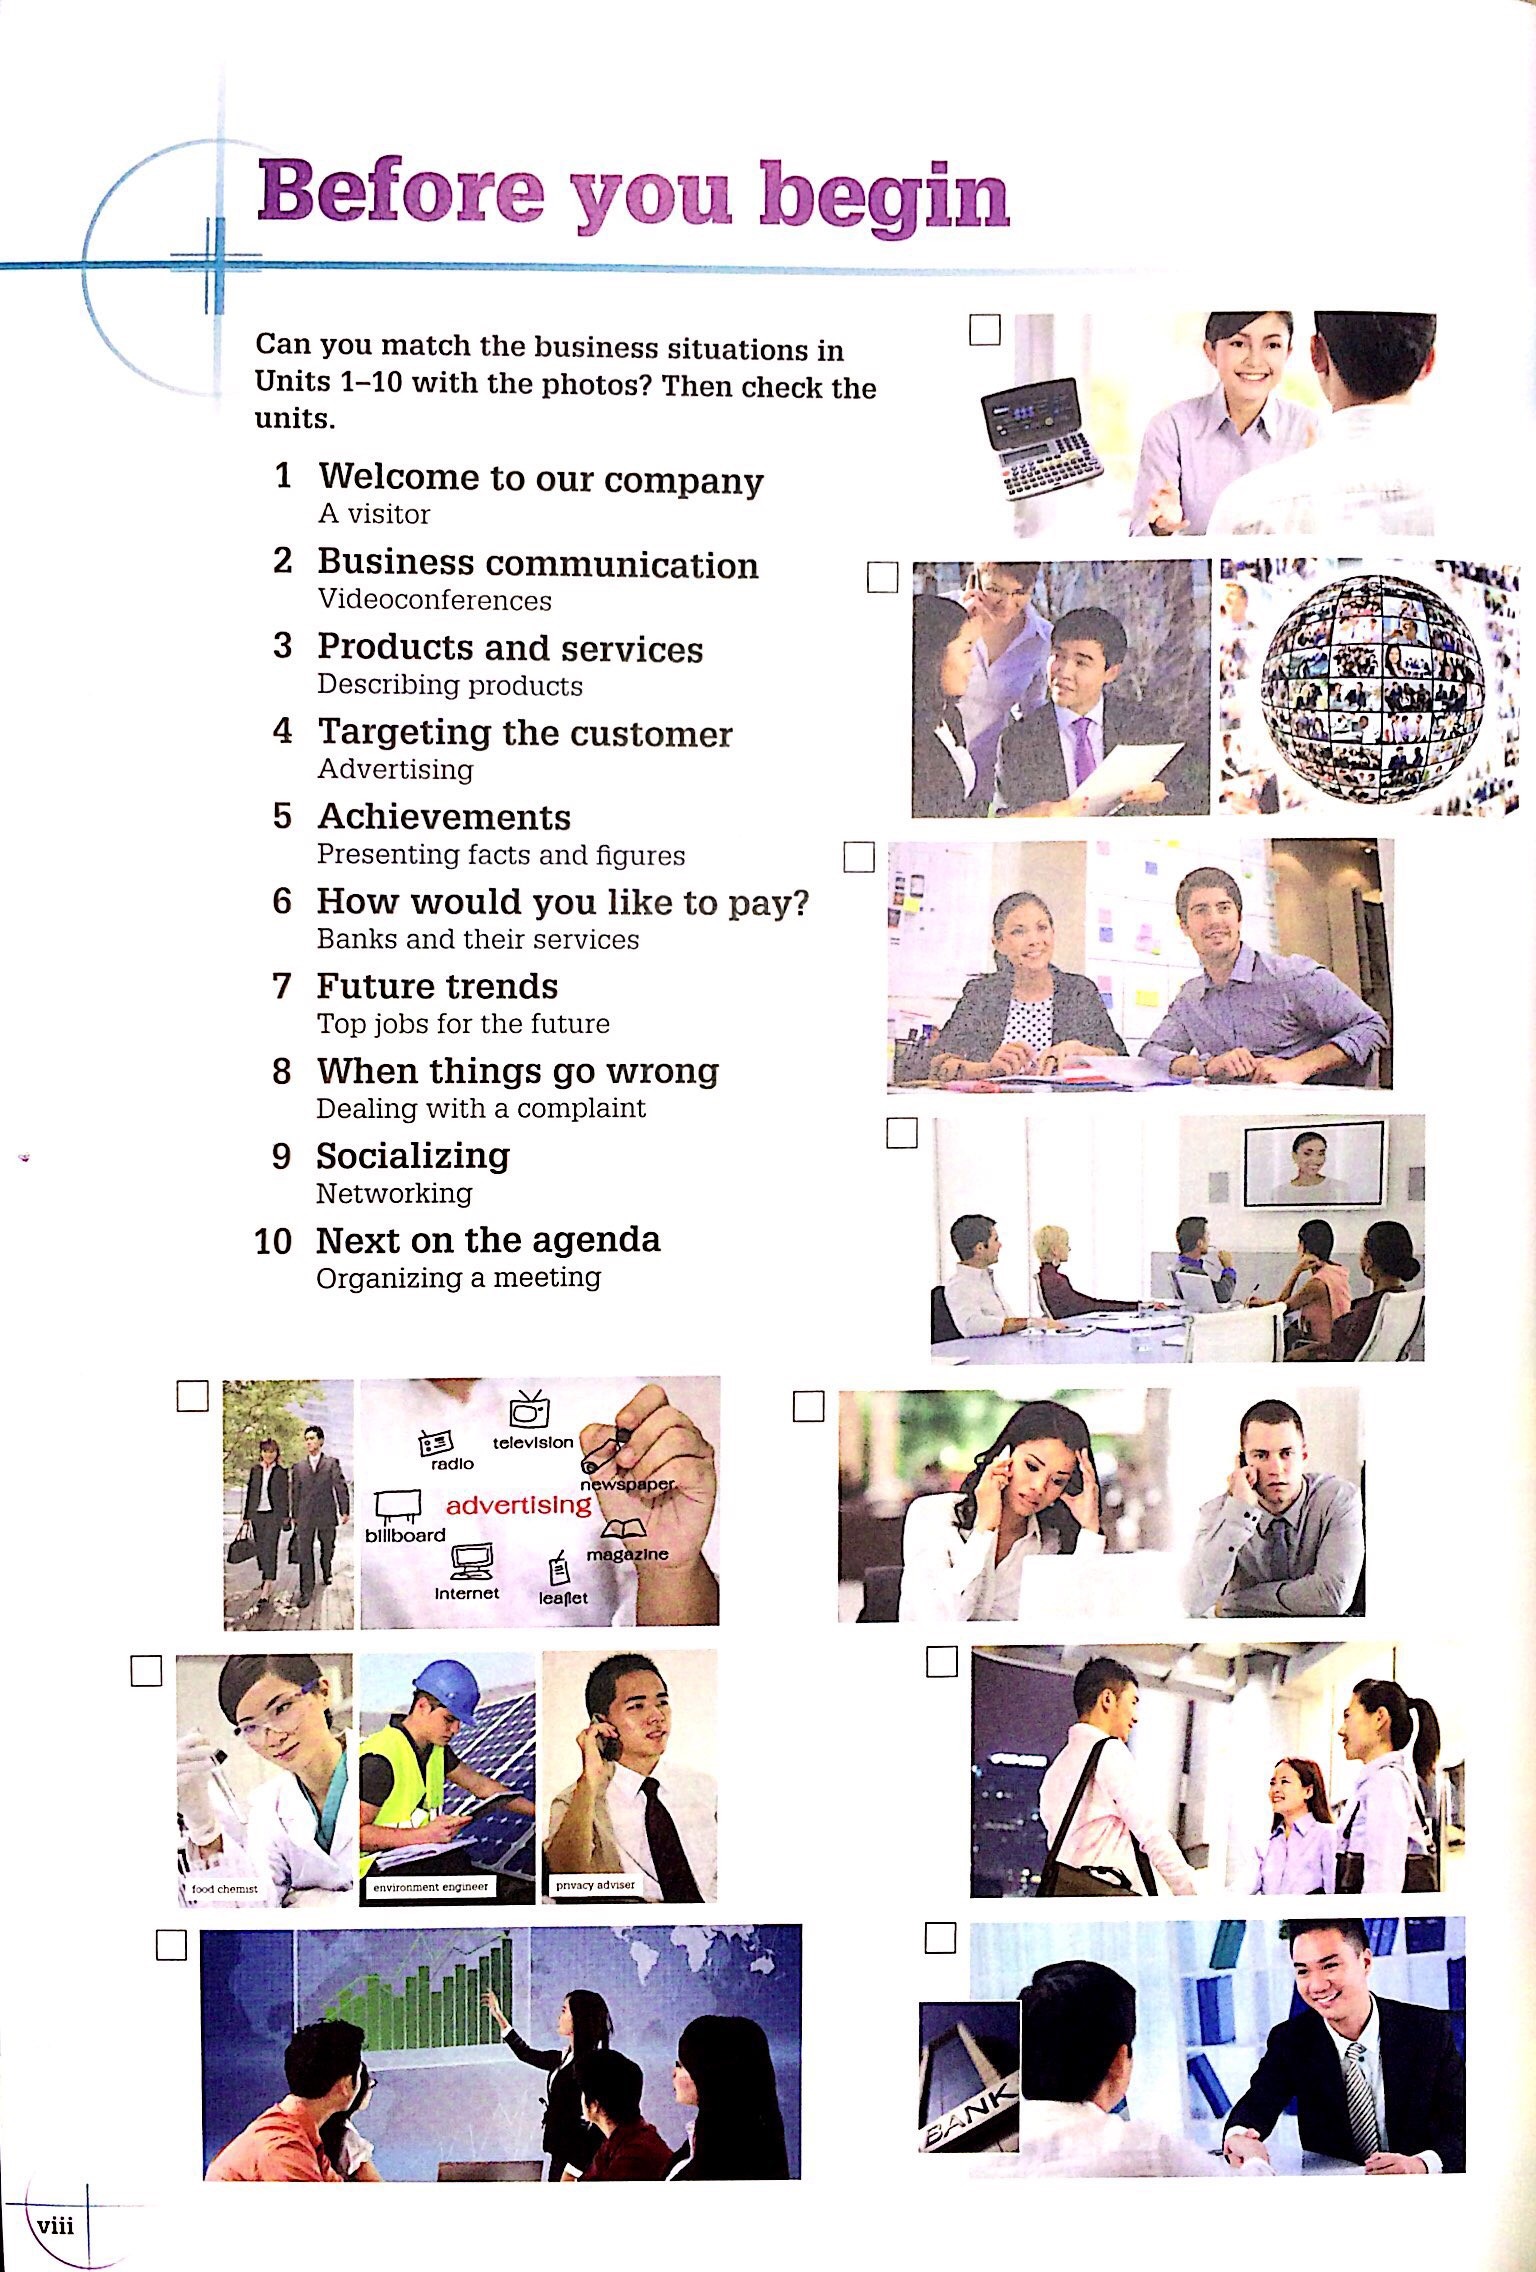 Before you begin
Can you match the business situations in
Units 1–10 with the photos? Then check the
units.
1 Welcome to our company
A visitor
2 Business communication
Videoconferences
3 Products and services
Describing products
4 Targeting the customer
Advertising
5 Achievements
Presenting facts and figures
6 How would you like to pay?
Banks and their services
7 Future trends
Top jobs for the future
8 When things go wrong
Dealing with a complaint
9 Socializing
Networking
10 Next on the agenda
Organizing a meeting
television
radio
newspaper
advertising
billboard
magazine
Internet
leaflet
food chemist
environment engineer
privacy adviser
BANK
viii